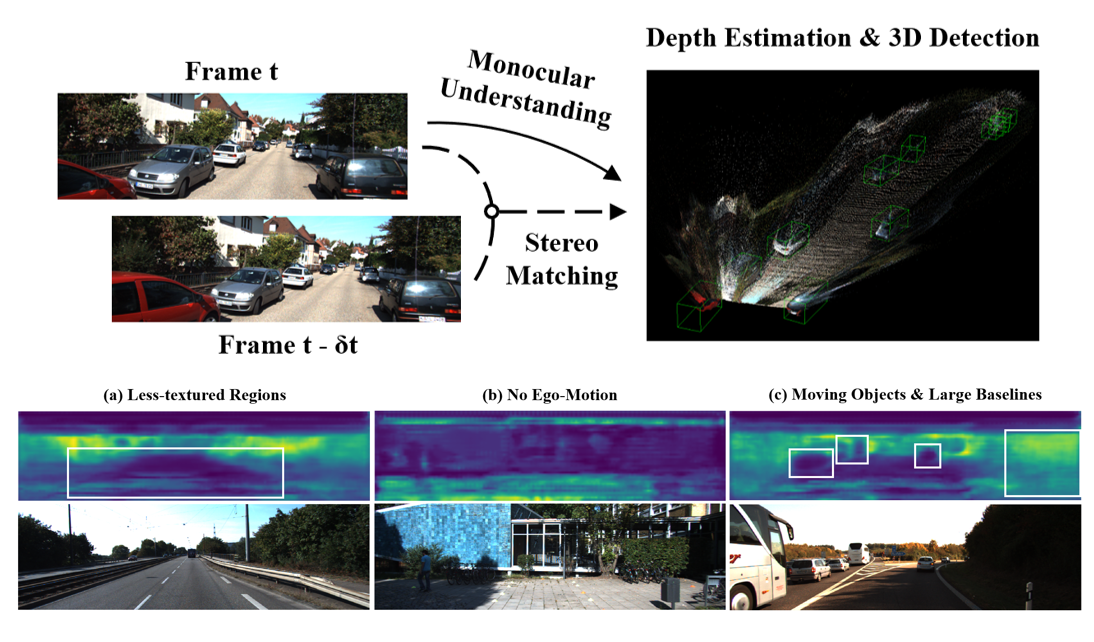 Depth Estimation & 3D Detection
Frame t
Monocular
Understanding
Stereo
Matching
Frame t - δt
(a) Less-textured Regions
(b) No Ego-Motion
(c) Moving Objects & Large Baselines